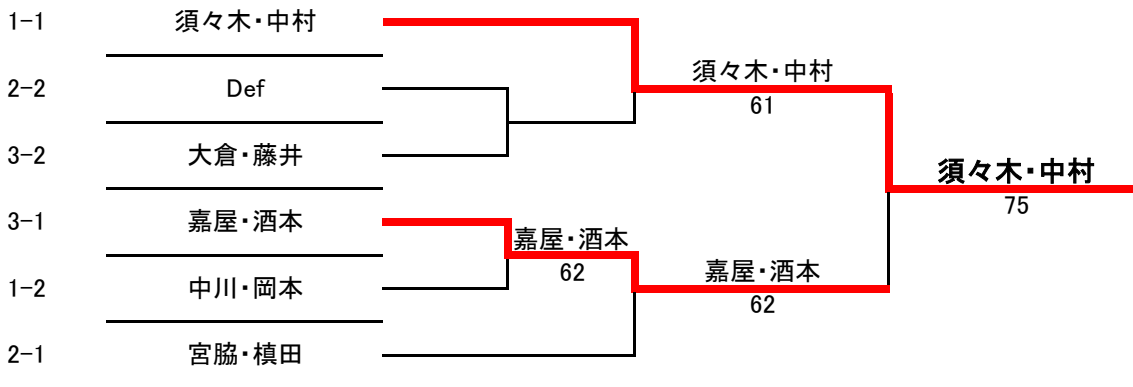 1-1 須々木・中村
須々木・中村
2-2 Def
61
3-2 大倉・藤井
須々木・中村
75
3-1 嘉屋・酒本
嘉屋・酒本
62
嘉屋・酒本
62
1-2 中川・岡本
2-1 宮脇・槙田